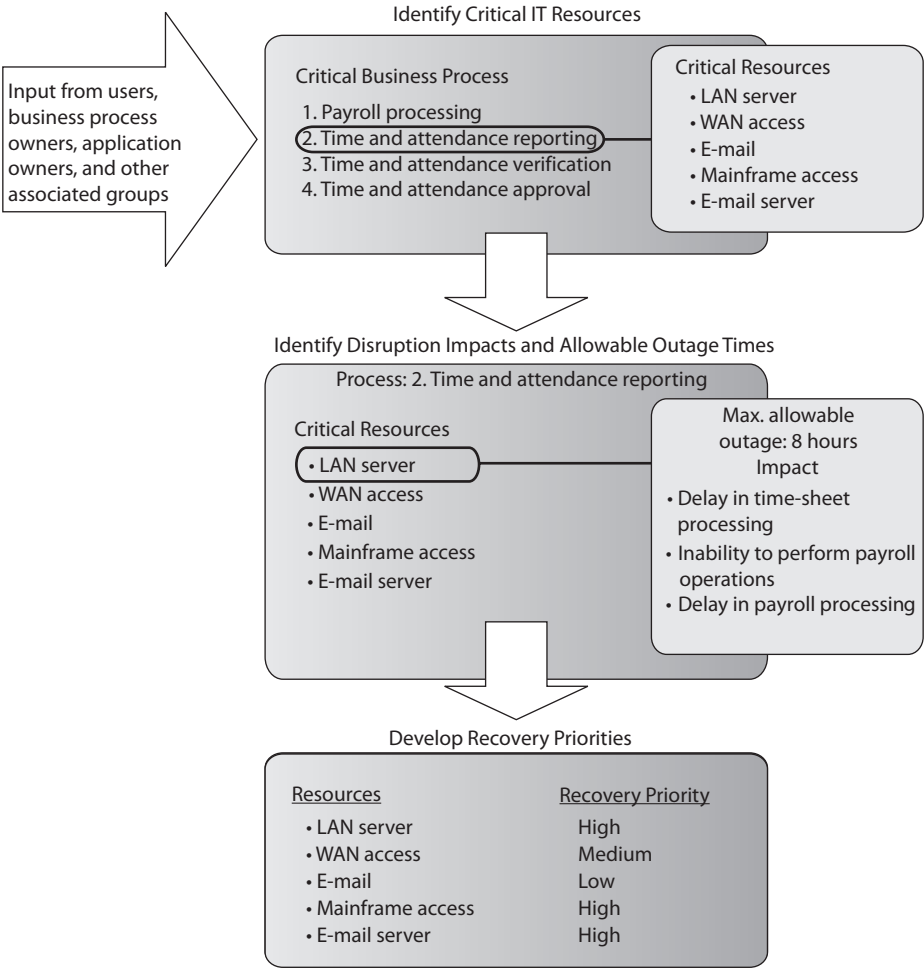 Identify Critical IT Resources
Input from users,
business process
owners, application
owners, and other
associated groups
Critical Business Process
1. Payroll processing
2. Time and attendance reporting
3. Time and attendance verification
4. Time and attendance approval
Critical Resources
• LAN server
• WAN access
• E-mail
• Mainframe access
• E-mail server
Identify Disruption Impacts and Allowable Outage Times
Process: 2. Time and attendance reporting
Critical Resources
• LAN server
• WAN access
• E-mail
• Mainframe access
• E-mail server
Max. allowable
outage: 8 hours
Impact
• Delay in time-sheet
processing
• Inability to perform payroll
operations
• Delay in payroll processing
Develop Recovery Priorities
Resources Recovery Priority
• LAN server High
• WAN access Medium
• E-mail Low
• Mainframe access High
• E-mail server High